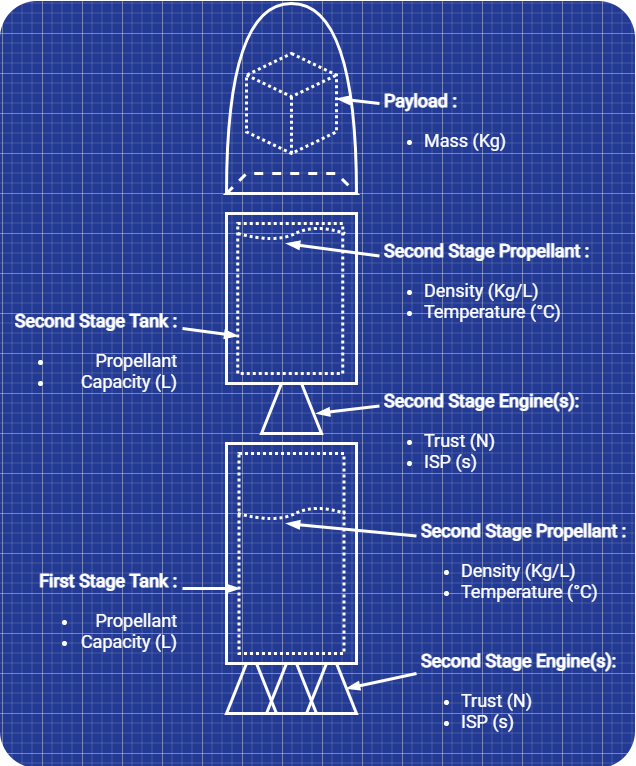 Payload :
• Mass (Kg)
Second Stage Propellant :
• Density (Kg/L)
• Temperature (°C)
Second Stage Tank :
• Propellant
• Capacity (L)
Second Stage Engine(s):
• Trust (N)
• ISP (s)
Second Stage Propellant :
• Density (Kg/L)
• Temperature (°C)
First Stage Tank :
• Propellant
• Capacity (L)
Second Stage Engine(s):
• Trust (N)
• ISP (s)